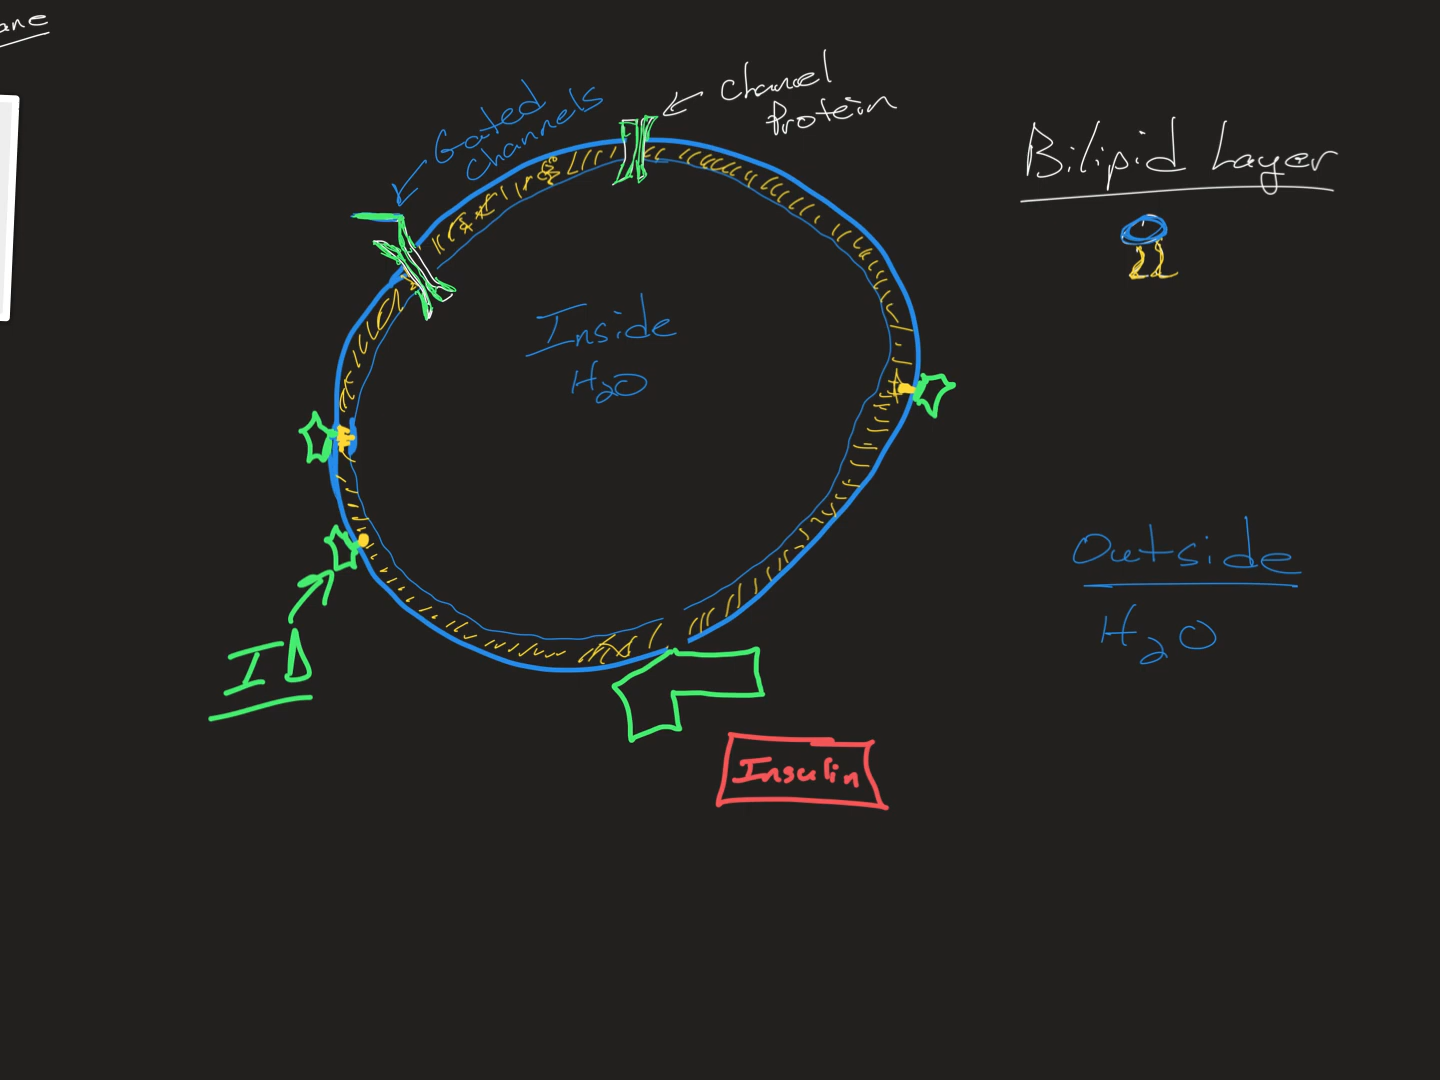 ane
Gated
channels
Channel
Protein
Bilipid Layer
Inside
H₂O
Outside
H₂O
ID
Insulin